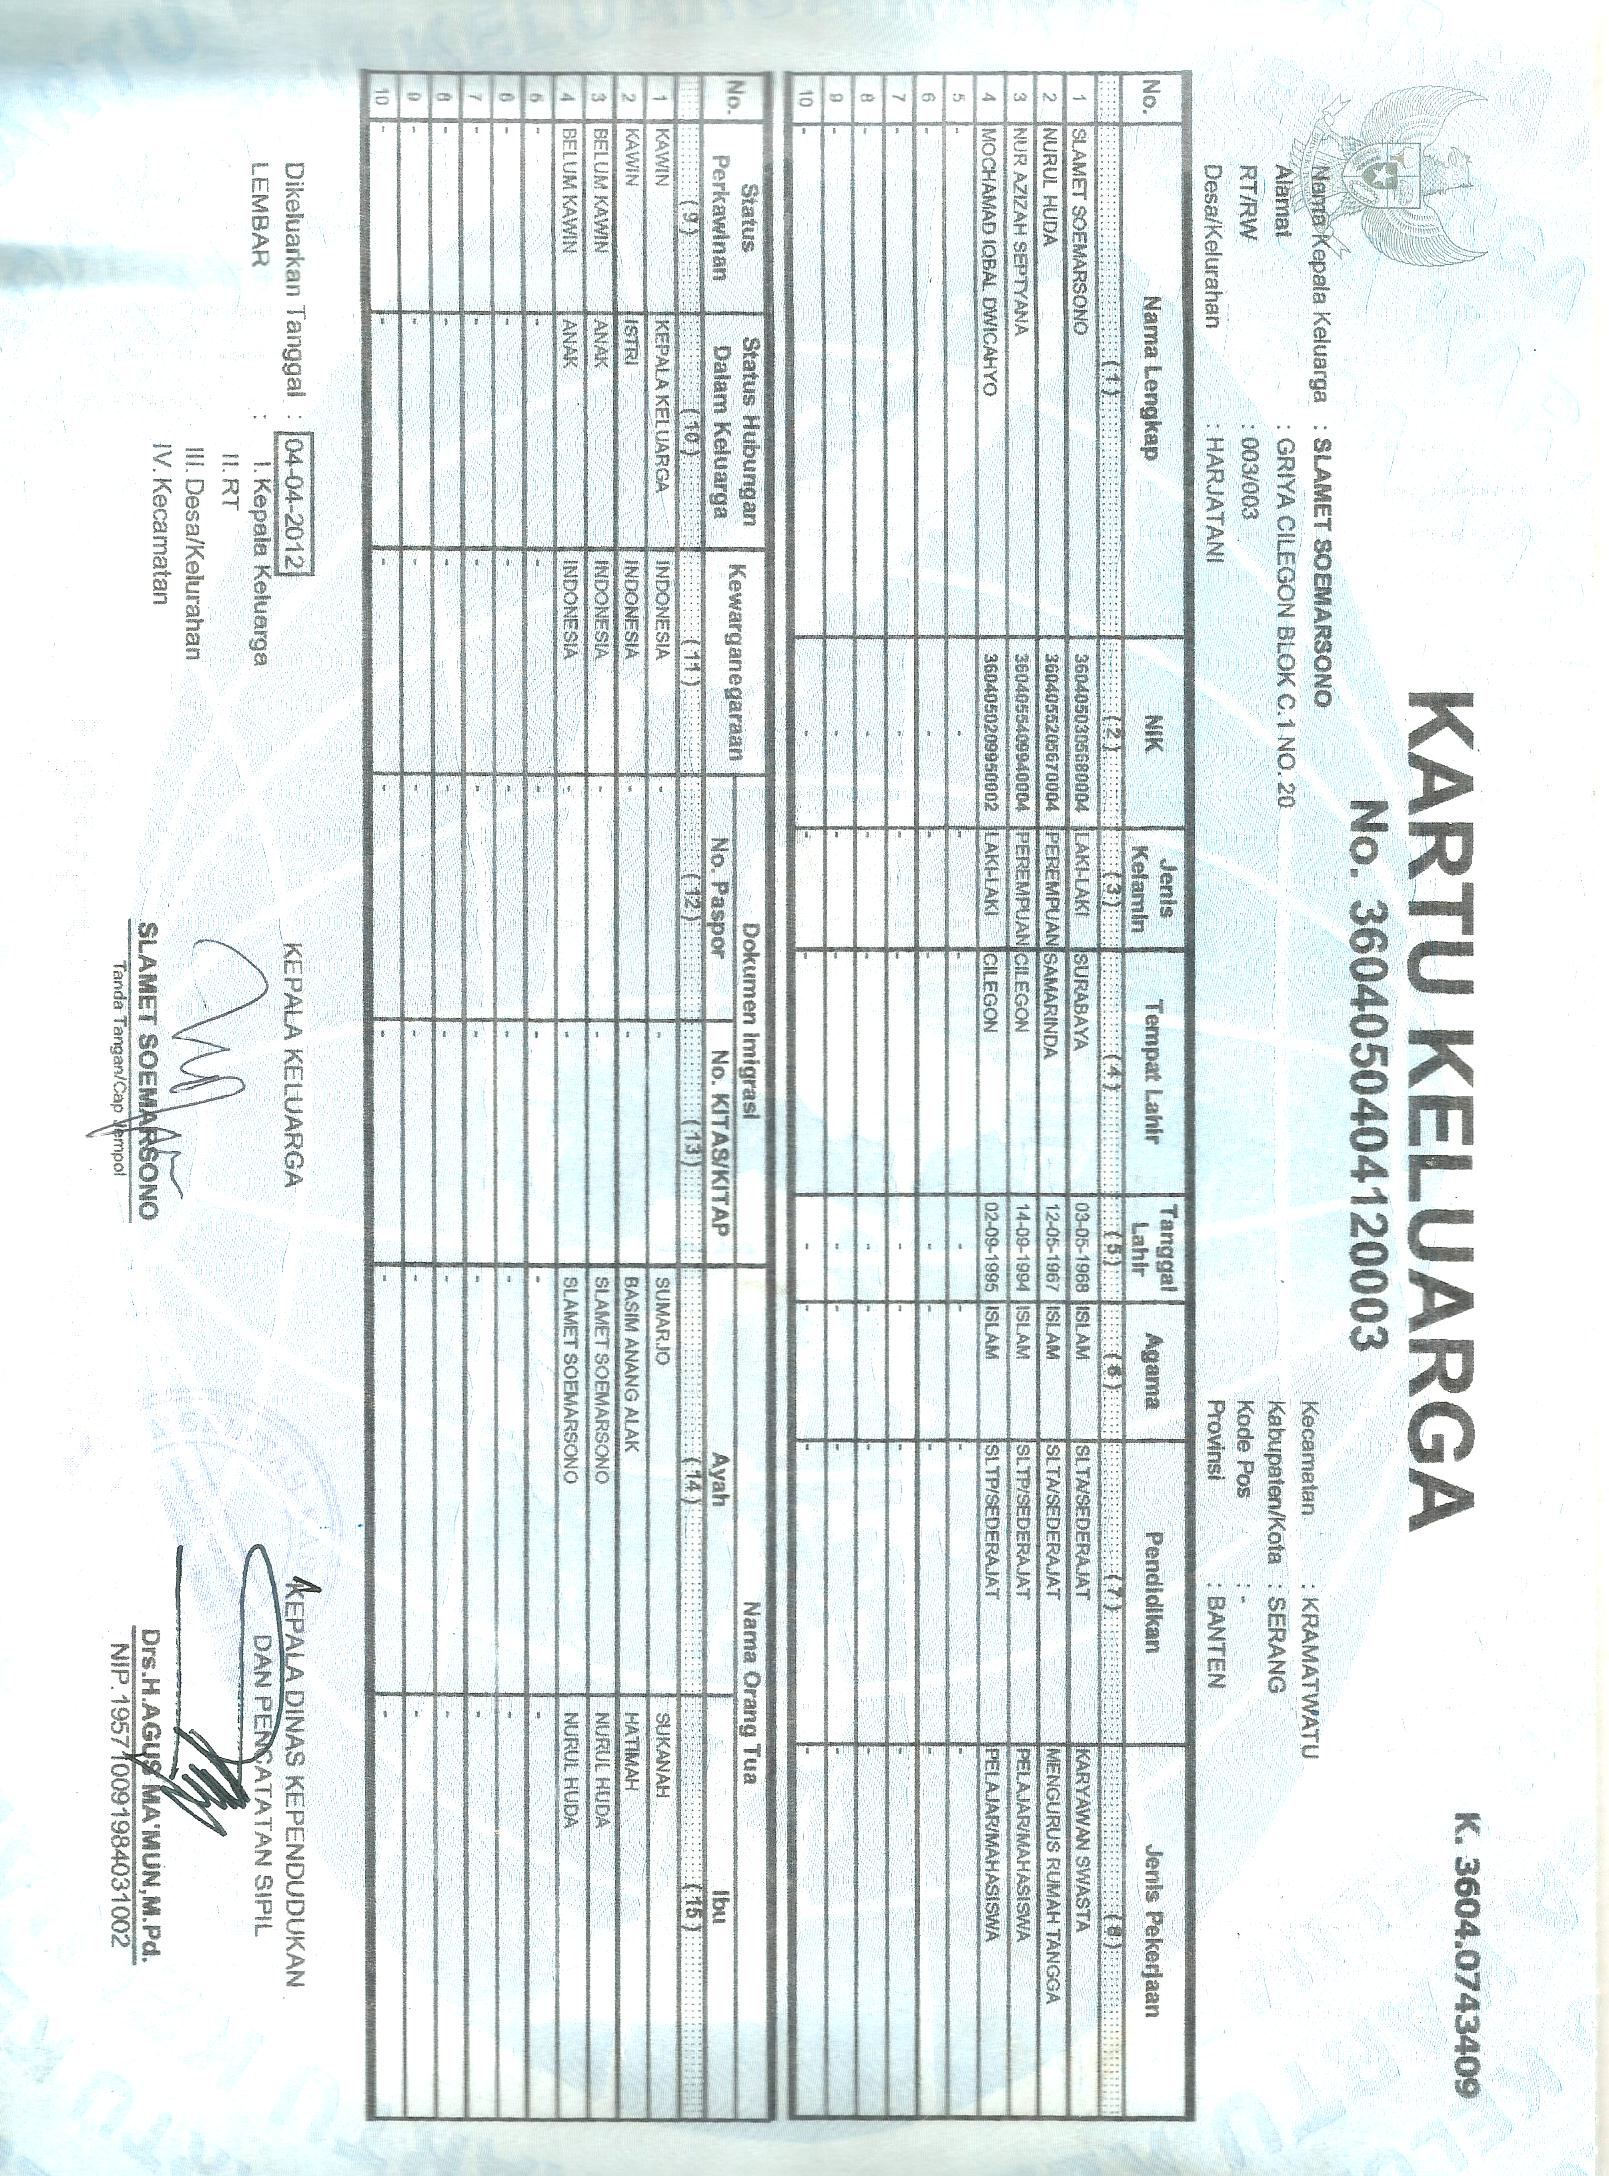 KARTU KELUARGA
No. 3604050404120003
K. 3604.0743409
Nama Kepala Keluarga : SLAMET SOEMARSONO
Alamat : GRIYA CILEGON BLOK C.1 NO. 20
RT/RW : 003/003
Desa/Kelurahan : HARJATANI
Kecamatan : KRAMATWATU
Kabupaten/Kota : SERANG
Kode Pos : -
Provinsi : BANTEN
No. Nama Lengkap NIK Jenis Kelamin Tempat Lahir Tanggal Lahir Agama Pendidikan Jenis Pekerjaan
(1) (2) (3) (4) (5) (6) (7) (8)
1 SLAMET SOEMARSONO 3604050305680004 LAKI-LAKI SURABAYA 03-05-1968 ISLAM SLTA/SEDERAJAT KARYAWAN SWASTA
2 NURUL HUDA 3604055205670004 PEREMPUAN SAMARINDA 12-05-1967 ISLAM SLTA/SEDERAJAT MENGURUS RUMAH TANGGA
3 NUR AZIZAH SEPTYANA 3604055409940004 PEREMPUAN CILEGON 14-09-1994 ISLAM SLTP/SEDERAJAT PELAJAR/MAHASISWA
4 MOCHAMAD IQBAL DWICAHYO 3604050209950002 LAKI-LAKI CILEGON 02-09-1995 ISLAM SLTP/SEDERAJAT PELAJAR/MAHASISWA
5 - - - - - - - -
6 - - - - - - - -
7 - - - - - - - -
8 - - - - - - - -
9 - - - - - - - -
10 - - - - - - - -
No. Status Perkawinan Status Hubungan Dalam Keluarga Kewarganegaraan Dokumen Imigrasi Nama Orang Tua
No. Paspor No. KITAS/KITAP Ayah Ibu
(9) (10) (11) (12) (13) (14) (15)
1 KAWIN KEPALA KELUARGA INDONESIA - - SUMARJO SUKANAH
2 KAWIN ISTRI INDONESIA - - BASIM ANANG ALAK HATIMAH
3 BELUM KAWIN ANAK INDONESIA - - SLAMET SOEMARSONO NURUL HUDA
4 BELUM KAWIN ANAK INDONESIA - - SLAMET SOEMARSONO NURUL HUDA
5 - - - - - - -
6 - - - - - - -
7 - - - - - - -
8 - - - - - - -
9 - - - - - - -
10 - - - - - - -
Dikeluarkan Tanggal : 04-04-2012
LEMBAR : I. Kepala Keluarga
II. RT
III. Desa/Kelurahan
IV. Kecamatan
KEPALA KELUARGA
SLAMET SOEMARSONO
Tanda Tangan/Cap Jempol
KEPALA DINAS KEPENDUDUKAN
DAN PENCATATAN SIPIL
Drs.H.AGUS MA'MUN,M.Pd.
NIP. 195710091984031002